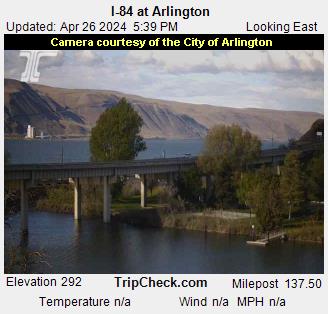 I-84 at Arlington
Updated: Apr 26 2024 5:39 PM Looking East
Camera courtesy of the City of Arlington
Elevation 292 TripCheck.com Milepost 137.50
Temperature n/a Wind n/a MPH n/a